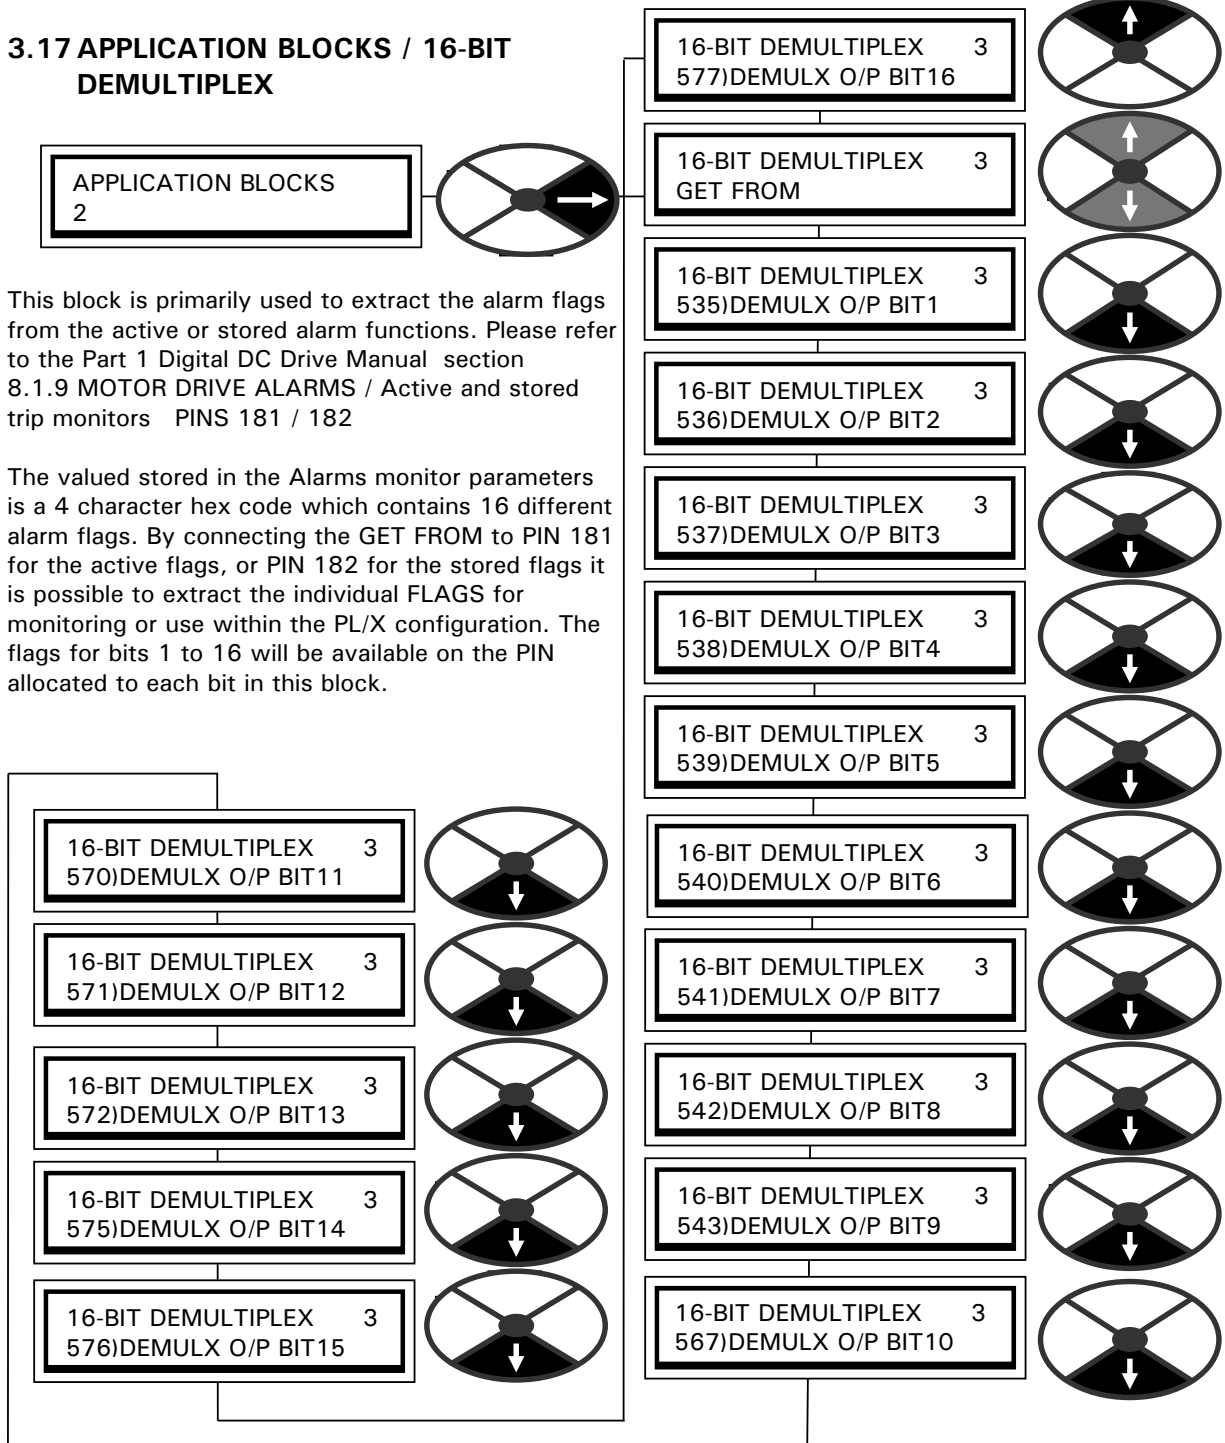 3.17 APPLICATION BLOCKS / 16-BIT
DEMULTIPLEX
APPLICATION BLOCKS
2
This block is primarily used to extract the alarm flags
from the active or stored alarm functions. Please refer
to the Part 1 Digital DC Drive Manual section
8.1.9 MOTOR DRIVE ALARMS / Active and stored
trip monitors PINS 181 / 182
The valued stored in the Alarms monitor parameters
is a 4 character hex code which contains 16 different
alarm flags. By connecting the GET FROM to PIN 181
for the active flags, or PIN 182 for the stored flags it
is possible to extract the individual FLAGS for
monitoring or use within the PL/X configuration. The
flags for bits 1 to 16 will be available on the PIN
allocated to each bit in this block.
16-BIT DEMULTIPLEX 3
577)DEMULX O/P BIT16
16-BIT DEMULTIPLEX 3
GET FROM
16-BIT DEMULTIPLEX 3
535)DEMULX O/P BIT1
16-BIT DEMULTIPLEX 3
536)DEMULX O/P BIT2
16-BIT DEMULTIPLEX 3
537)DEMULX O/P BIT3
16-BIT DEMULTIPLEX 3
538)DEMULX O/P BIT4
16-BIT DEMULTIPLEX 3
539)DEMULX O/P BIT5
16-BIT DEMULTIPLEX 3
540)DEMULX O/P BIT6
16-BIT DEMULTIPLEX 3
541)DEMULX O/P BIT7
16-BIT DEMULTIPLEX 3
542)DEMULX O/P BIT8
16-BIT DEMULTIPLEX 3
543)DEMULX O/P BIT9
16-BIT DEMULTIPLEX 3
567)DEMULX O/P BIT10
16-BIT DEMULTIPLEX 3
570)DEMULX O/P BIT11
16-BIT DEMULTIPLEX 3
571)DEMULX O/P BIT12
16-BIT DEMULTIPLEX 3
572)DEMULX O/P BIT13
16-BIT DEMULTIPLEX 3
575)DEMULX O/P BIT14
16-BIT DEMULTIPLEX 3
576)DEMULX O/P BIT15